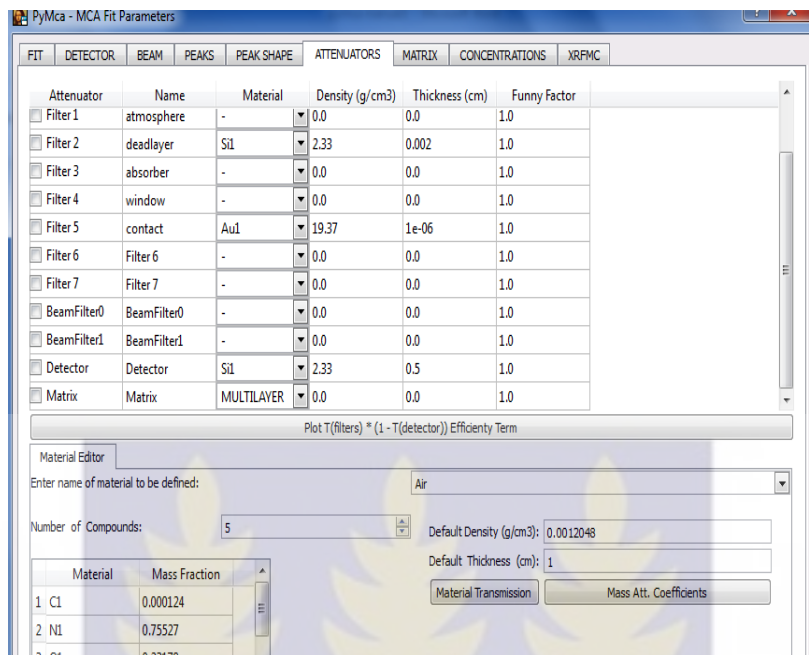 PyMca - MCA Fit Parameters
FIT DETECTOR BEAM PEAKS PEAK SHAPE ATTENUATORS MATRIX CONCENTRATIONS XRFMC
Attenuator Name Material Density (g/cm3) Thickness (cm) Funny Factor
Filter 1 atmosphere - 0.0 0.0 1.0
Filter 2 deadlayer Si1 2.33 0.002 1.0
Filter 3 absorber - 0.0 0.0 1.0
Filter 4 window - 0.0 0.0 1.0
Filter 5 contact Au1 19.37 1e-06 1.0
Filter 6 Filter 6 - 0.0 0.0 1.0
Filter 7 Filter 7 - 0.0 0.0 1.0
BeamFilter0 BeamFilter0 - 0.0 0.0 1.0
BeamFilter1 BeamFilter1 - 0.0 0.0 1.0
Detector Detector Si1 2.33 0.5 1.0
Matrix Matrix MULTILAYER 0.0 0.0 1.0
Plot T(filters) * (1 - T(detector)) Efficienty Term
Material Editor
Enter name of material to be defined: Air
Number of Compounds: 5 Default Density (g/cm3): 0.0012048
Default Thickness (cm): 1
Material Mass Fraction Material Transmission Mass Att. Coefficients
1 C1 0.000124
2 N1 0.75527